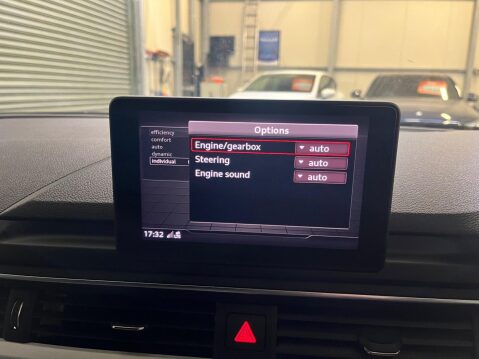 Options
efficiency
comfort
auto
dynamic
individual
Engine/gearbox auto
Steering auto
Engine sound auto
17:32